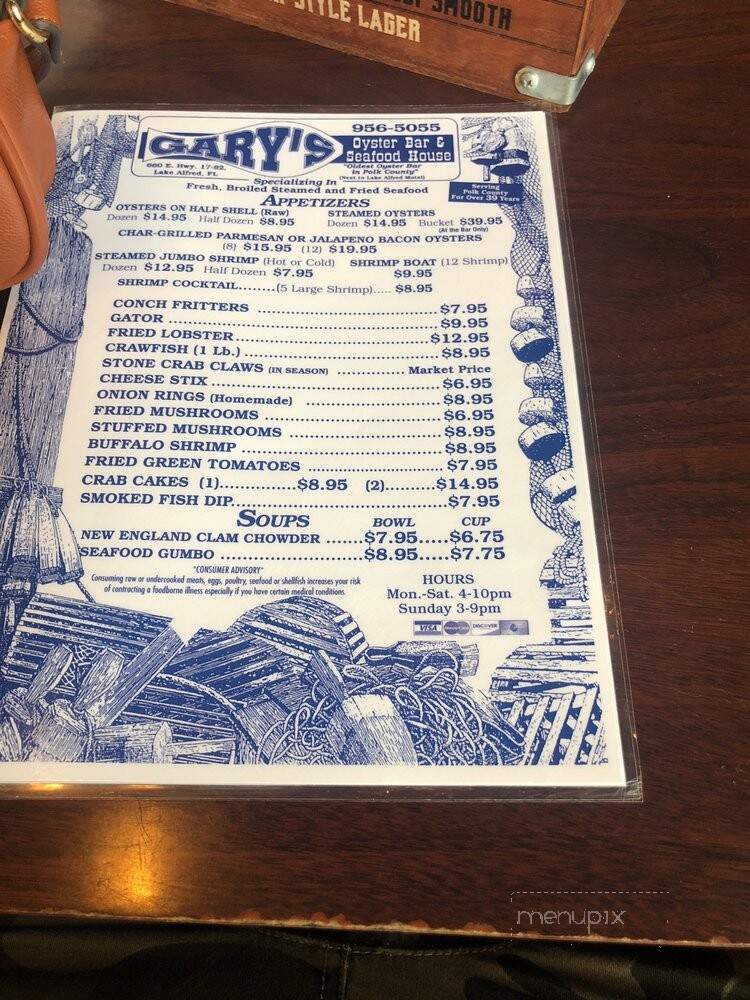 SMOOTH
STYLE LAGER
956-5055
GARY'S
Oyster Bar &
Seafood House
660 E. Hwy. 17-92,
Lake Alfred, FL
"Oldest Oyster Bar
in Polk County"
(Next to Lake Alfred Motel)
Specializing In
Fresh, Broiled Steamed and Fried Seafood
Serving
Polk County
For Over 39 Years
APPETIZERS
OYSTERS ON HALF SHELL (Raw) STEAMED OYSTERS
Dozen $14.95 Half Dozen $8.95 Dozen $14.95 Bucket $39.95
(At the Bar Only)
CHAR-GRILLED PARMESAN OR JALAPENO BACON OYSTERS
(8) $15.95 (12) $19.95
STEAMED JUMBO SHRIMP (Hot or Cold) SHRIMP BOAT (12 Shrimp)
Dozen $12.95 Half Dozen $7.95 $9.95
SHRIMP COCKTAIL.......(5 Large Shrimp)..... $8.95
CONCH FRITTERS ........ $7.95
GATOR ........ $9.95
FRIED LOBSTER........ $12.95
CRAWFISH (1 Lb.)........ $8.95
STONE CRAB CLAWS (IN SEASON) ........ Market Price
CHEESE STIX ........ $6.95
ONION RINGS (Homemade) ........ $8.95
FRIED MUSHROOMS ........ $6.95
STUFFED MUSHROOMS ........ $8.95
BUFFALO SHRIMP ........ $8.95
FRIED GREEN TOMATOES ........ $7.95
CRAB CAKES (1)........$8.95 (2)........$14.95
SMOKED FISH DIP........$7.95
SOUPS BOWL CUP
NEW ENGLAND CLAM CHOWDER ......$7.95.....$6.75
SEAFOOD GUMBO ........$8.95.....$7.75
"CONSUMER ADVISORY"
Consuming raw or undercooked meats, eggs, poultry, seafood or shellfish increases your risk
of contracting a foodborne illness especially if you have certain medical conditions.
HOURS
Mon.-Sat. 4-10pm
Sunday 3-9pm
VISA DISCOVER
menupix